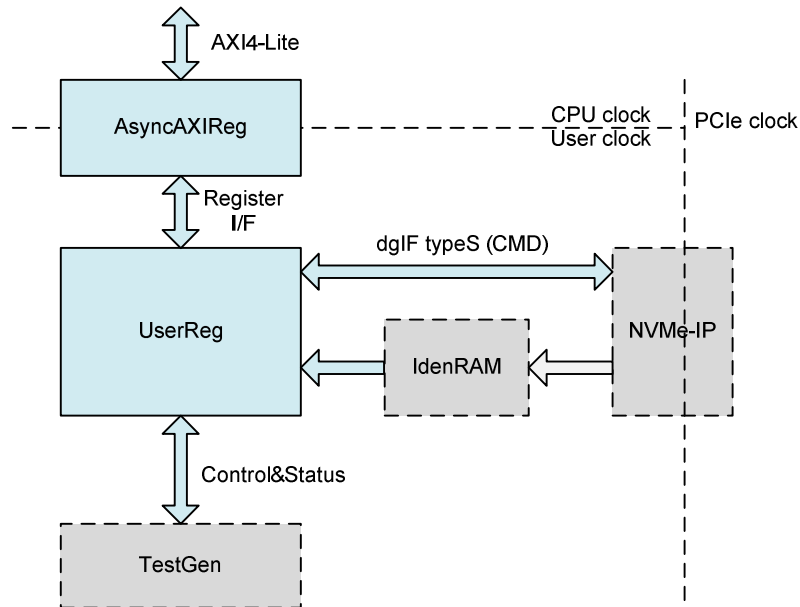 AXI4-Lite
AsyncAXIReg
CPU clock
User clock
PCIe clock
Register
I/F
dgIF typeS (CMD)
UserReg
IdenRAM
NVMe-IP
Control&Status
TestGen